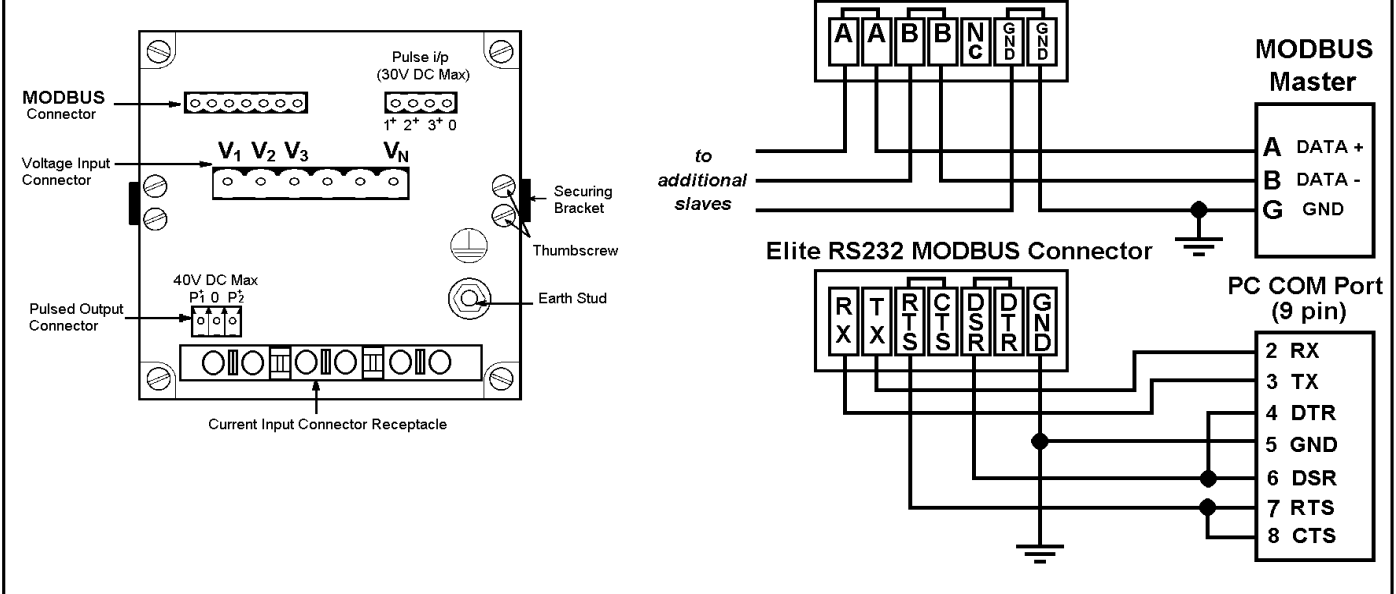 Pulse i/p
(30V DC Max)
MODBUS
Connector
1+ 2+ 3+ 0
Voltage Input
Connector
V1 V2 V3 VN
Securing
Bracket
Thumbscrew
40V DC Max
P1+ 0 P2+
Pulsed Output
Connector
Earth Stud
Current Input Connector Receptacle
A A B B NC GND GND
MODBUS
Master
to
additional
slaves
A DATA +
B DATA -
G GND
Elite RS232 MODBUS Connector
RX TX RTS CTS DSR DTR GND
PC COM Port
(9 pin)
2 RX
3 TX
4 DTR
5 GND
6 DSR
7 RTS
8 CTS